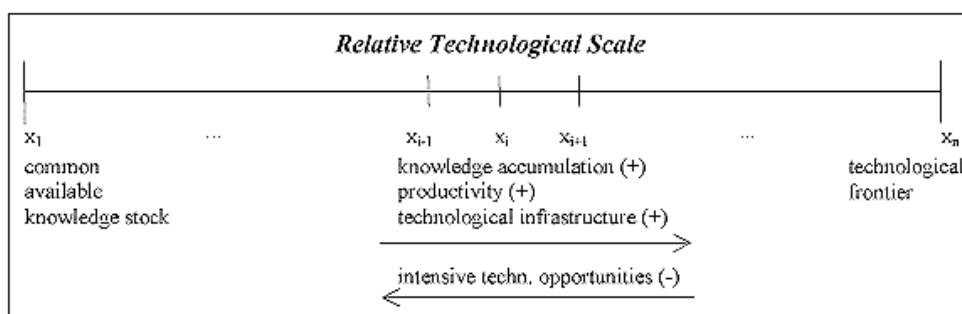 Relative Technological Scale
x1 ... xi-1 xi xi+1 ... xn
common knowledge accumulation (+) technological
available productivity (+) frontier
knowledge stock technological infrastructure (+)
intensive techn. opportunities (-)